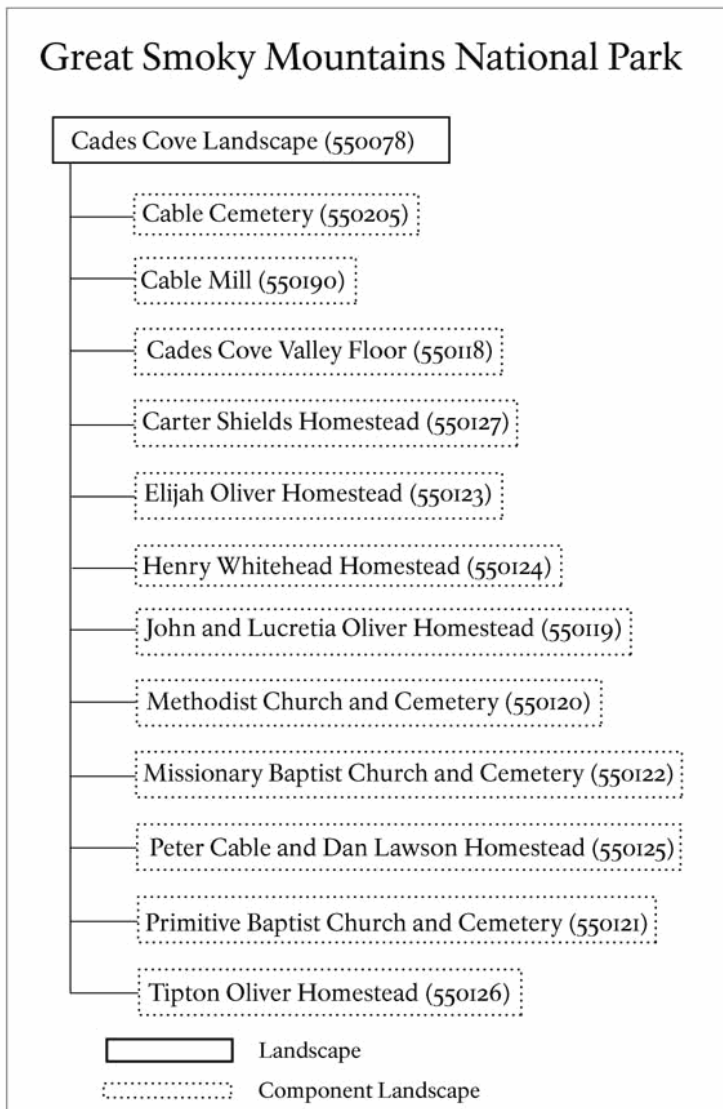 Great Smoky Mountains National Park
Cades Cove Landscape (550078)
Cable Cemetery (550205)
Cable Mill (550190)
Cades Cove Valley Floor (550118)
Carter Shields Homestead (550127)
Elijah Oliver Homestead (550123)
Henry Whitehead Homestead (550124)
John and Lucretia Oliver Homestead (550119)
Methodist Church and Cemetery (550120)
Missionary Baptist Church and Cemetery (550122)
Peter Cable and Dan Lawson Homestead (550125)
Primitive Baptist Church and Cemetery (550121)
Tipton Oliver Homestead (550126)
Landscape
Component Landscape